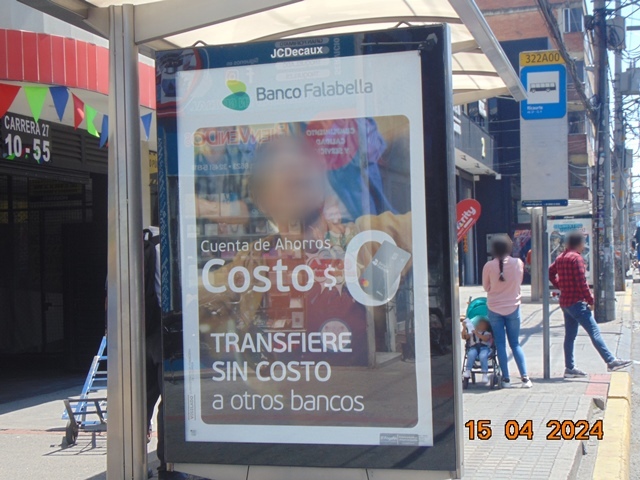 JCDecaux
Banco Falabella
Cuenta de Ahorros
Costo $ 0
TRANSFIERE
SIN COSTO
a otros bancos
CARRERA 27
10-55
322A00
15 04 2024